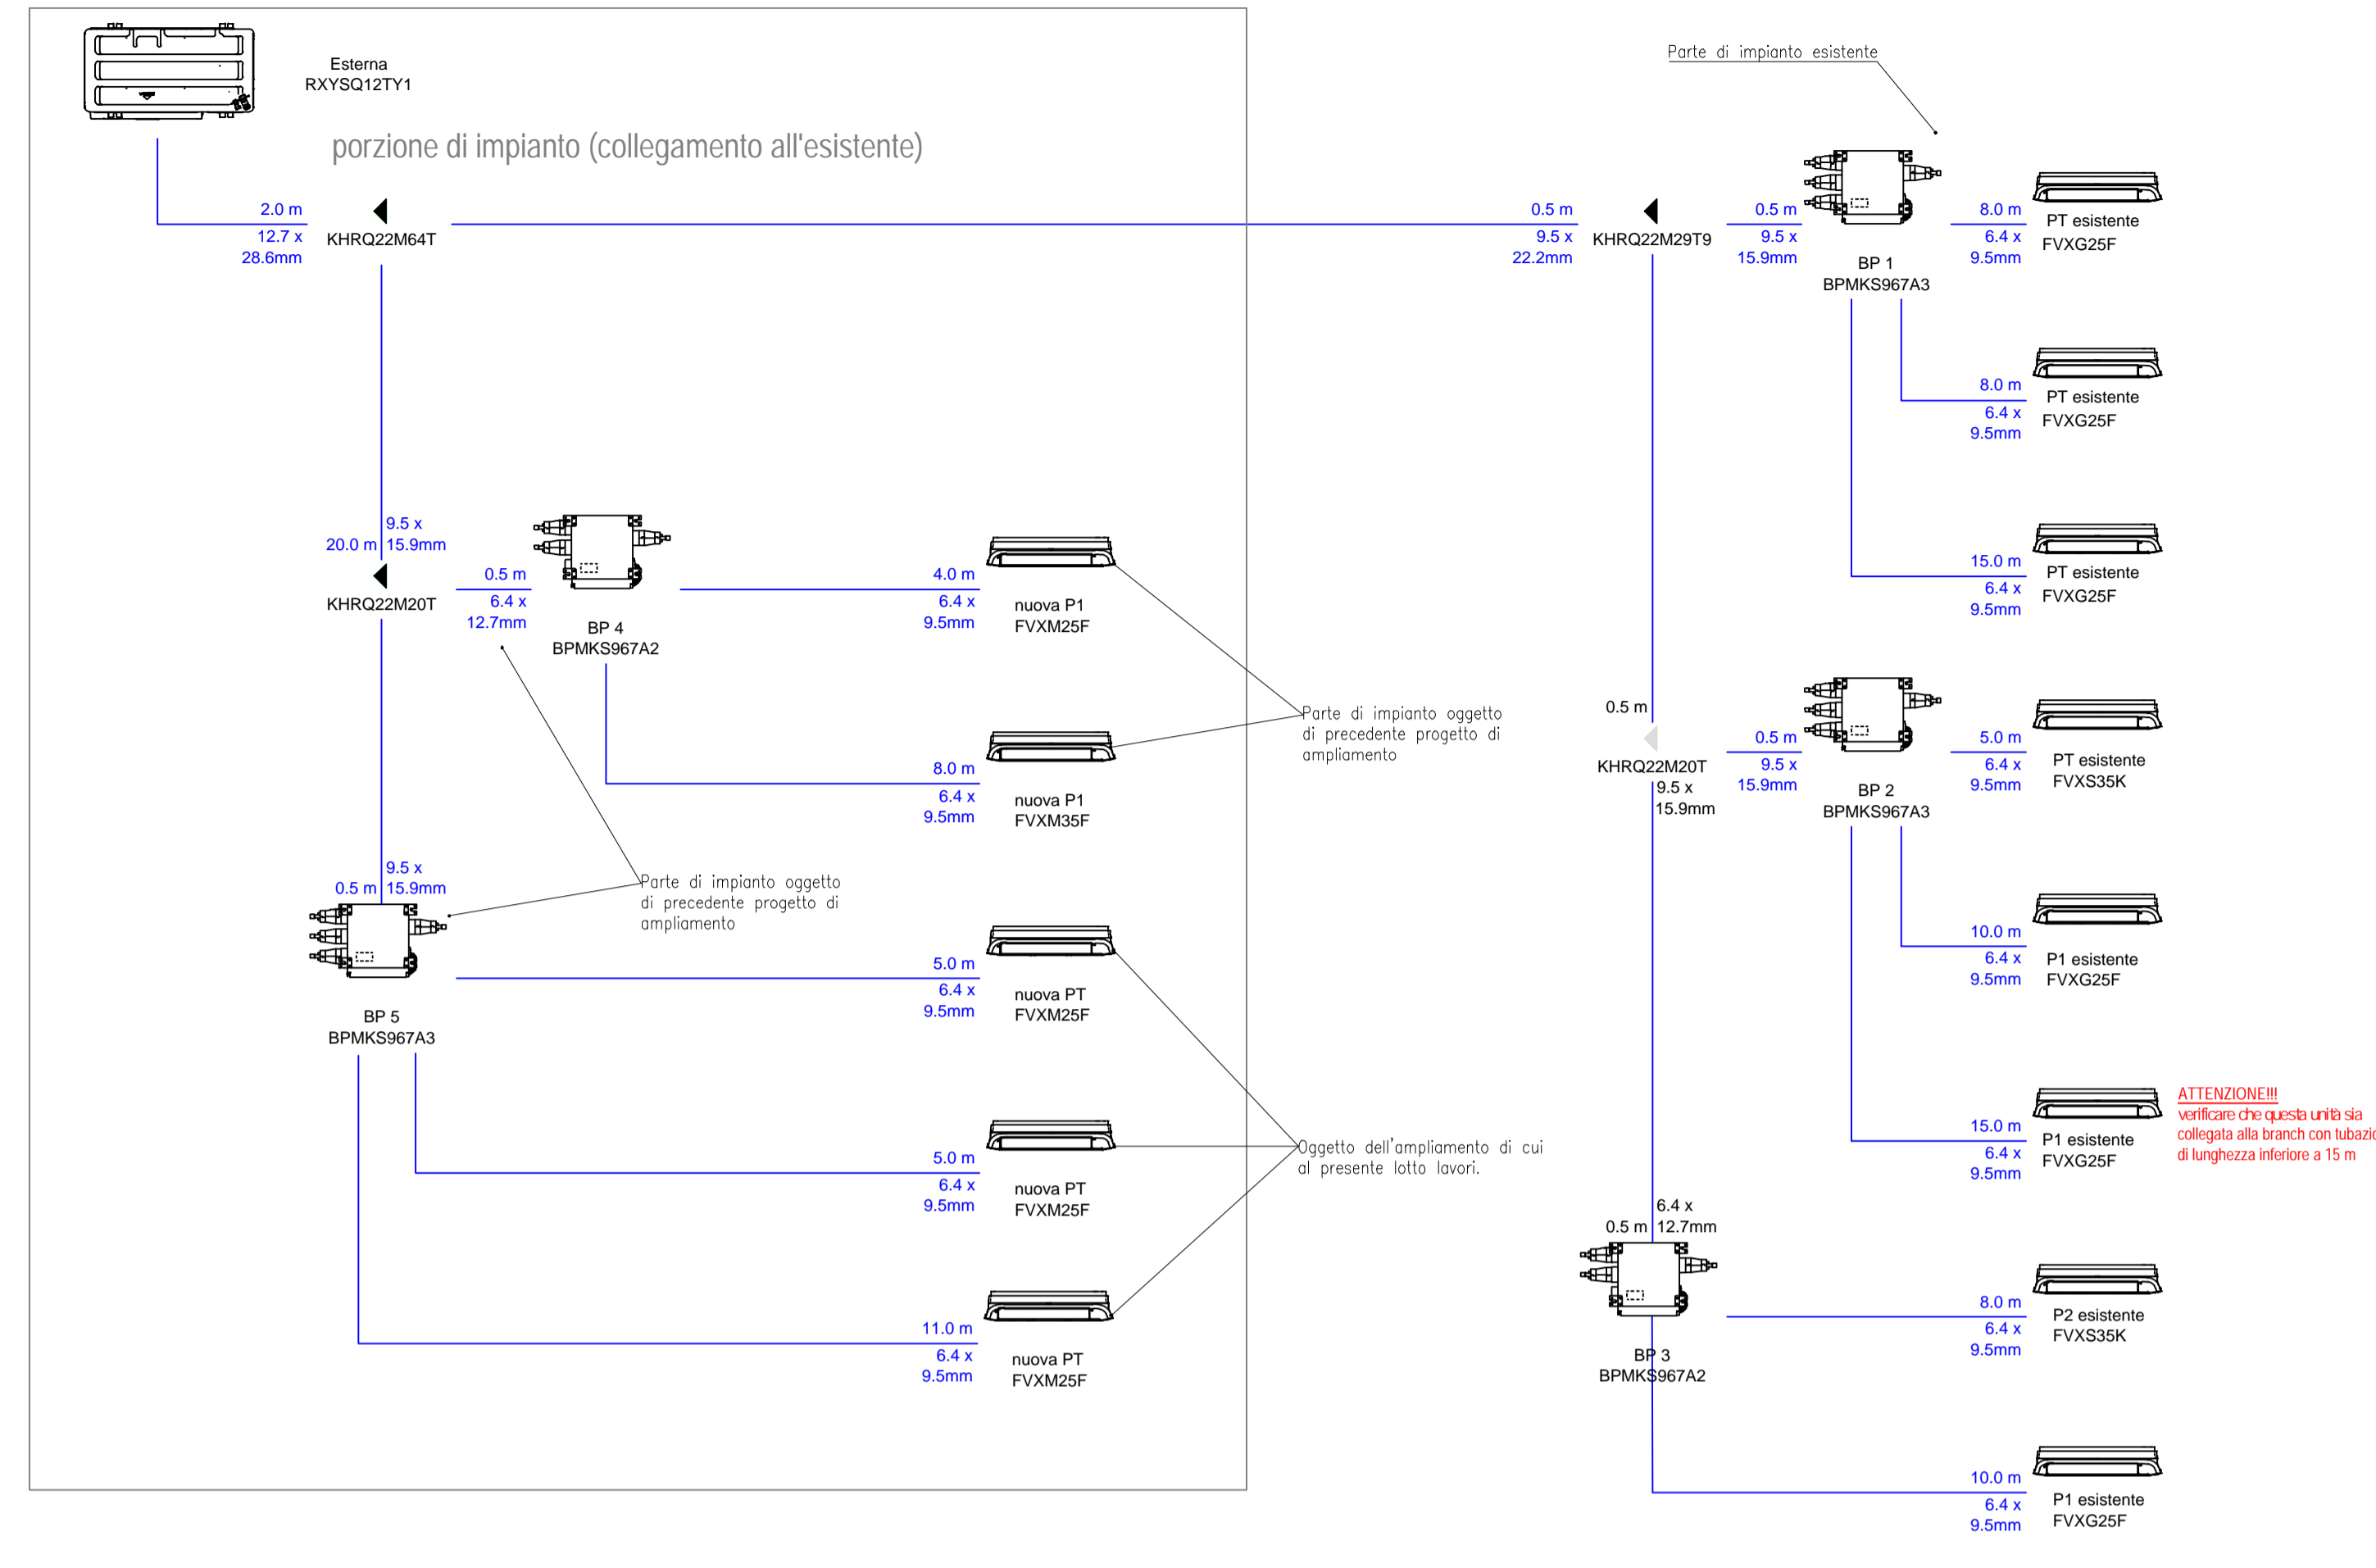 Esterna
RXYSQ12TY1
porzione di impianto (collegamento all'esistente)
2.0 m
12.7 x
28.6mm
KHRQ22M64T
9.5 x
20.0 m 15.9mm
KHRQ22M20T
0.5 m
6.4 x
12.7mm
BP 4
BPMKS967A2
4.0 m
6.4 x
9.5mm
nuova P1
FVXM25F
8.0 m
6.4 x
9.5mm
nuova P1
FVXM35F
Parte di impianto oggetto
di precedente progetto di
ampliamento
9.5 x
0.5 m 15.9mm
Parte di impianto oggetto
di precedente progetto di
ampliamento
BP 5
BPMKS967A3
5.0 m
6.4 x
9.5mm
nuova PT
FVXM25F
5.0 m
6.4 x
9.5mm
nuova PT
FVXM25F
11.0 m
6.4 x
9.5mm
nuova PT
FVXM25F
Oggetto dell'ampliamento di cui
al presente lotto lavori.
Parte di impianto esistente
0.5 m
9.5 x
22.2mm
KHRQ22M29T9
0.5 m
9.5 x
15.9mm
BP 1
BPMKS967A3
8.0 m
6.4 x
9.5mm
PT esistente
FVXG25F
8.0 m
6.4 x
9.5mm
PT esistente
FVXG25F
15.0 m
6.4 x
9.5mm
PT esistente
FVXG25F
0.5 m
KHRQ22M20T
9.5 x
15.9mm
0.5 m
9.5 x
15.9mm
BP 2
BPMKS967A3
5.0 m
6.4 x
9.5mm
PT esistente
FVXS35K
10.0 m
6.4 x
9.5mm
P1 esistente
FVXG25F
15.0 m
6.4 x
9.5mm
P1 esistente
FVXG25F
ATTENZIONE!!!
verificare che questa unità sia
collegata alla branch con tubazio
di lunghezza inferiore a 15 m
6.4 x
0.5 m 12.7mm
BP 3
BPMKS967A2
8.0 m
6.4 x
9.5mm
P2 esistente
FVXS35K
10.0 m
6.4 x
9.5mm
P1 esistente
FVXG25F